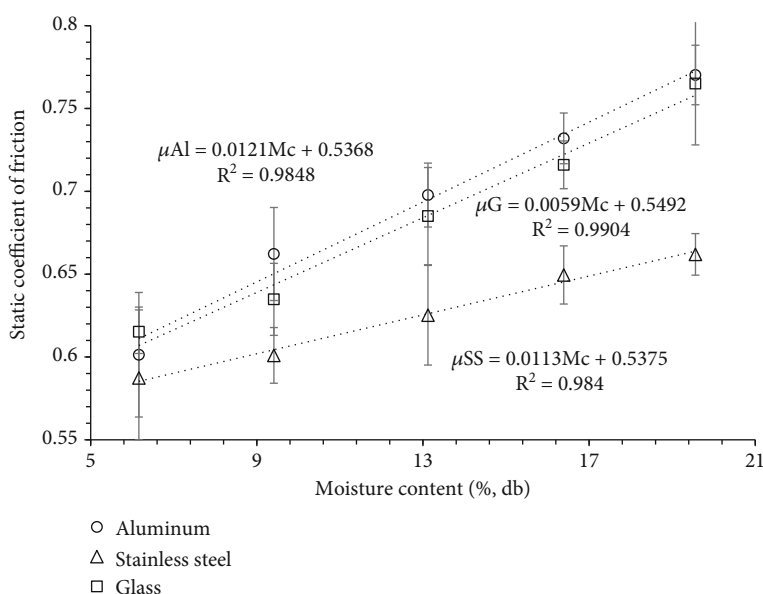 0.8
0.75
0.7
0.65
0.6
0.55
Static coefficient of friction
μAl = 0.0121Mc + 0.5368
R² = 0.9848
μG = 0.0059Mc + 0.5492
R² = 0.9904
μSS = 0.0113Mc + 0.5375
R² = 0.984
5 9 13 17 21
Moisture content (%, db)
Aluminum
Stainless steel
Glass